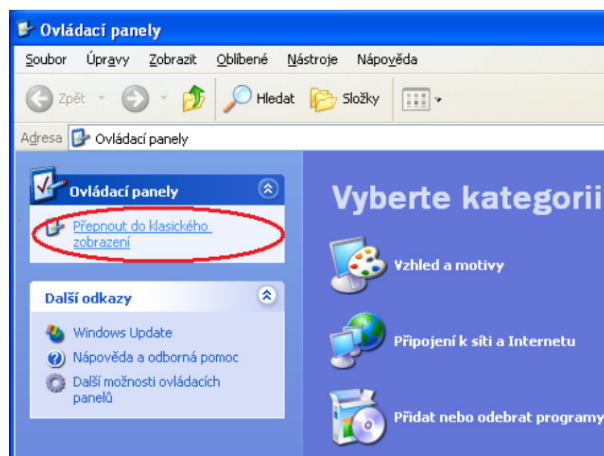 Ovládací panely
Soubor Úpravy Zobrazit Oblíbené Nástroje Nápověda
Zpět Hledat Složky
Adresa Ovládací panely
Ovládací panely
Přepnout do klasického
zobrazení
Další odkazy
Windows Update
Nápověda a odborná pomoc
Další možnosti ovládacích
panelů
Vyberte kategorii
Vzhled a motivy
Připojení k síti a Internetu
Přidat nebo odebrat programy